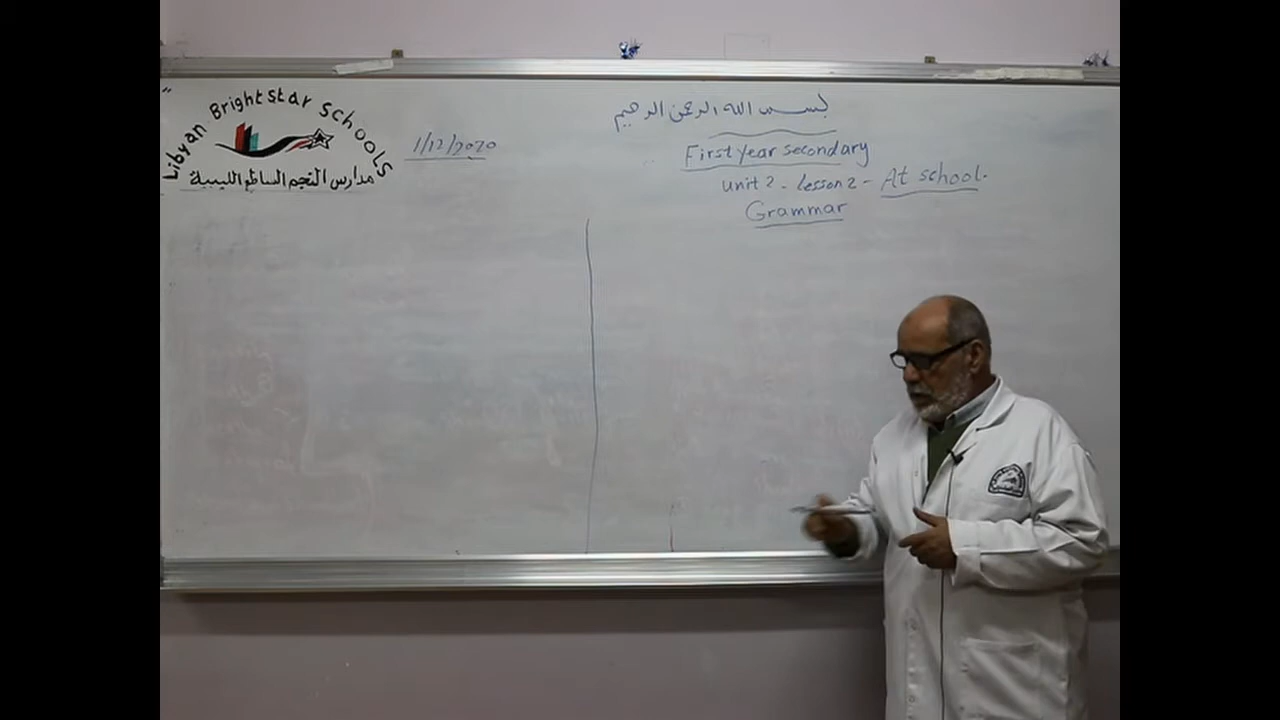 Libyan Bright Star Schools
مدارس النجم الساطع الليبية
1/12/2020
بسم الله الرحمن الرحيم
First year secondary
unit 2 - Lesson 2 - At school.
Grammar